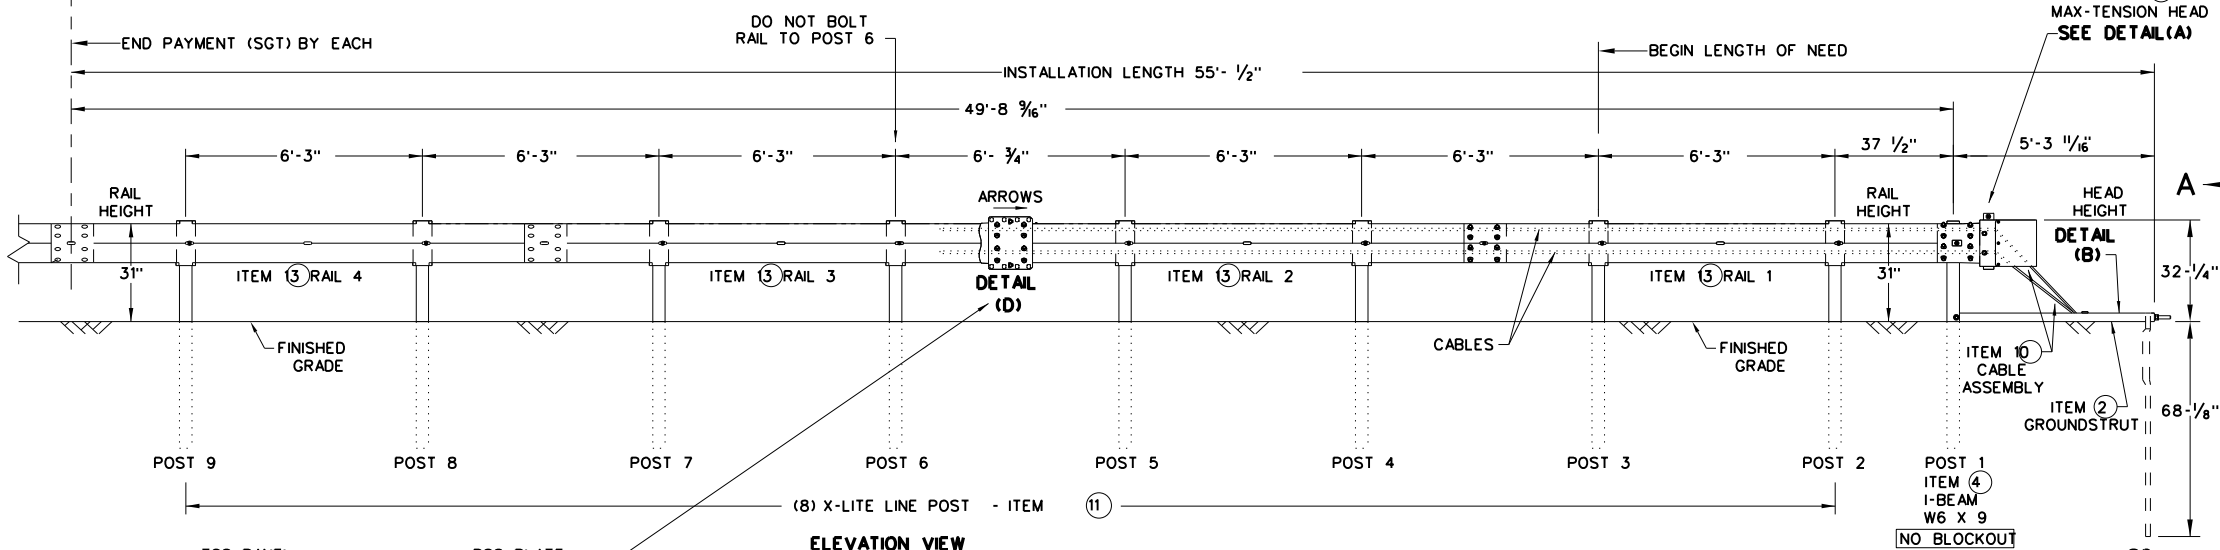 MAX-TENSION HEAD
SEE DETAIL(A)
DO NOT BOLT
RAIL TO POST 6
END PAYMENT (SGT) BY EACH
BEGIN LENGTH OF NEED
INSTALLATION LENGTH 55'- 1/2"
49'-8 9/16"
6'-3"
6'-3"
6'-3"
6'- 3/4"
6'-3"
6'-3"
6'-3"
37 1/2"
5'-3 11/16"
A
RAIL
HEIGHT
ARROWS
RAIL
HEIGHT
HEAD
HEIGHT
DETAIL
(B)
31"
ITEM 13 RAIL 4
ITEM 13 RAIL 3
DETAIL
(D)
ITEM 13 RAIL 2
ITEM 13 RAIL 1
31"
32-1/4"
FINISHED
GRADE
CABLES
FINISHED
GRADE
ITEM 10
CABLE
ASSEMBLY
ITEM 2
GROUNDSTRUT
68-1/8"
POST 9
POST 8
POST 7
POST 6
POST 5
POST 4
POST 3
POST 2
POST 1
ITEM 4
I-BEAM
W6 X 9
NO BLOCKOUT
(8) X-LITE LINE POST - ITEM 11
ELEVATION VIEW